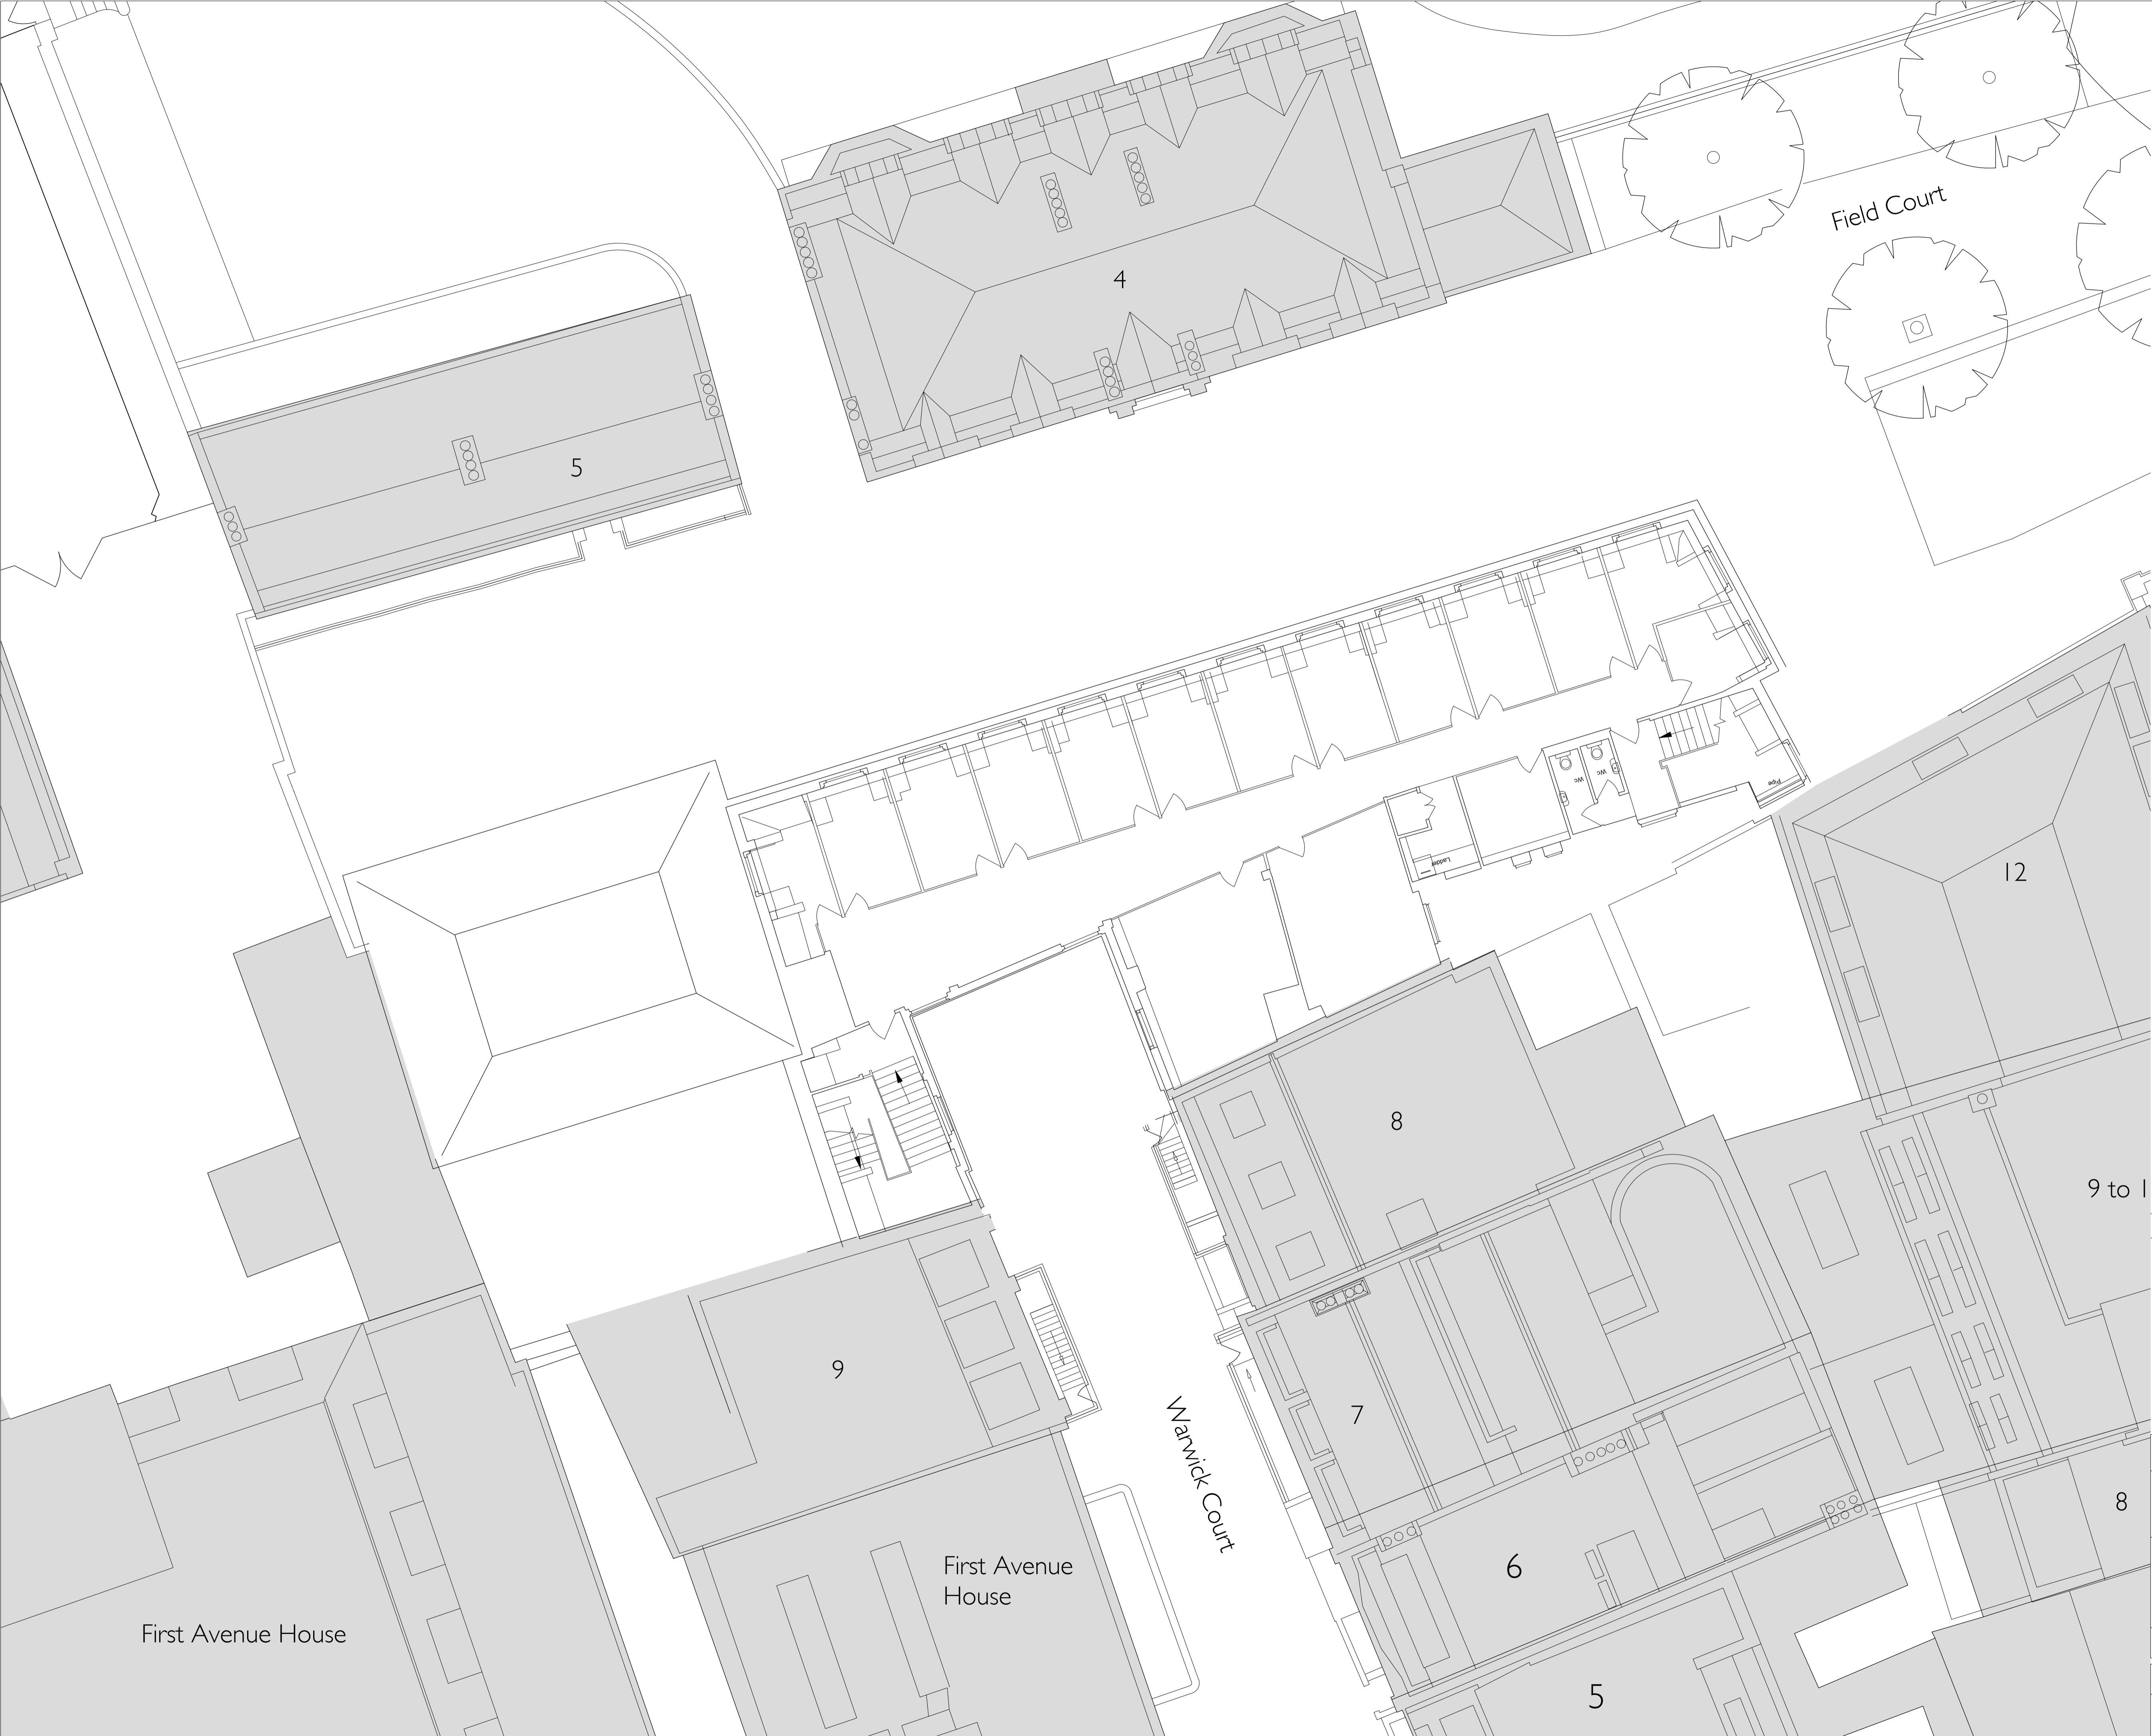 Field Court
4
5
Wc
Wc
Pipe
Ladder
12
8
9 to 1
9
7
Warwick Court
8
6
First Avenue
House
First Avenue House
5